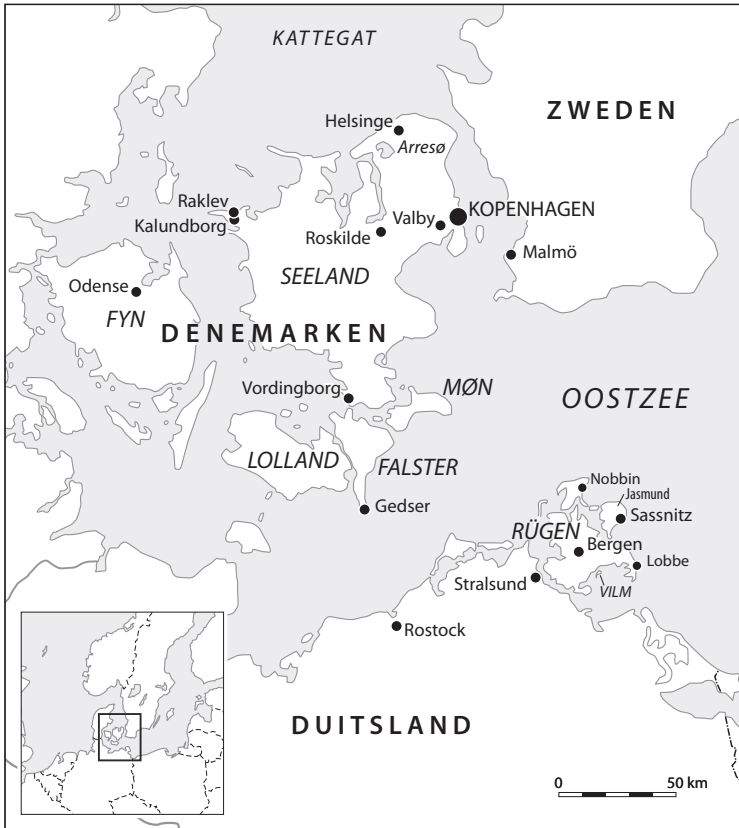 KATTEGAT
ZWEDEN
Helsinge
Arresø
Raklev
Kalundborg
Valby
KOPENHAGEN
Roskilde
Malmö
SEELAND
Odense
FYN
DENEMARKEN
MØN
Vordingborg
OOSTZEE
LOLLAND
FALSTER
Nobbin
Jasmund
Gedser
Sassnitz
RÜGEN
Bergen
Lobbe
Stralsund
VILM
Rostock
DUITSLAND
0 50 km